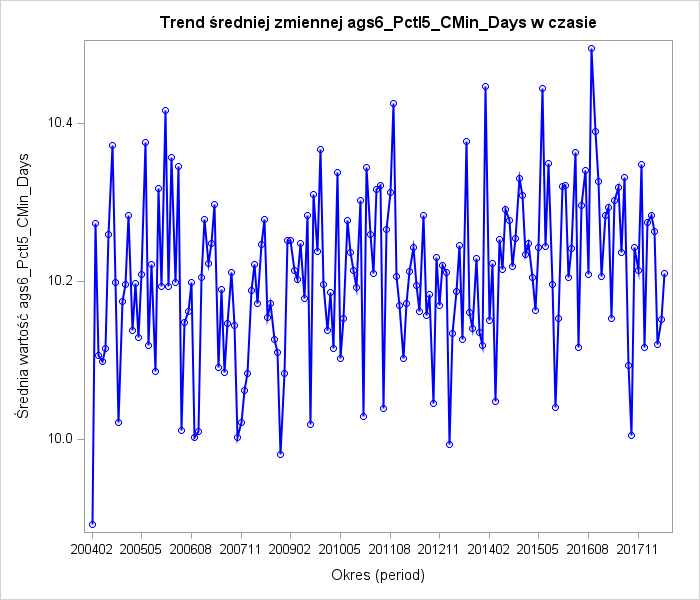 Trend średniej zmiennej ags6_Pctl5_CMin_Days w czasie
Średnia wartość ags6_Pctl5_CMin_Days
10.4
10.2
10.0
200402 200505 200608 200711 200902 201005 201108 201211 201402 201505 201608 201711
Okres (period)